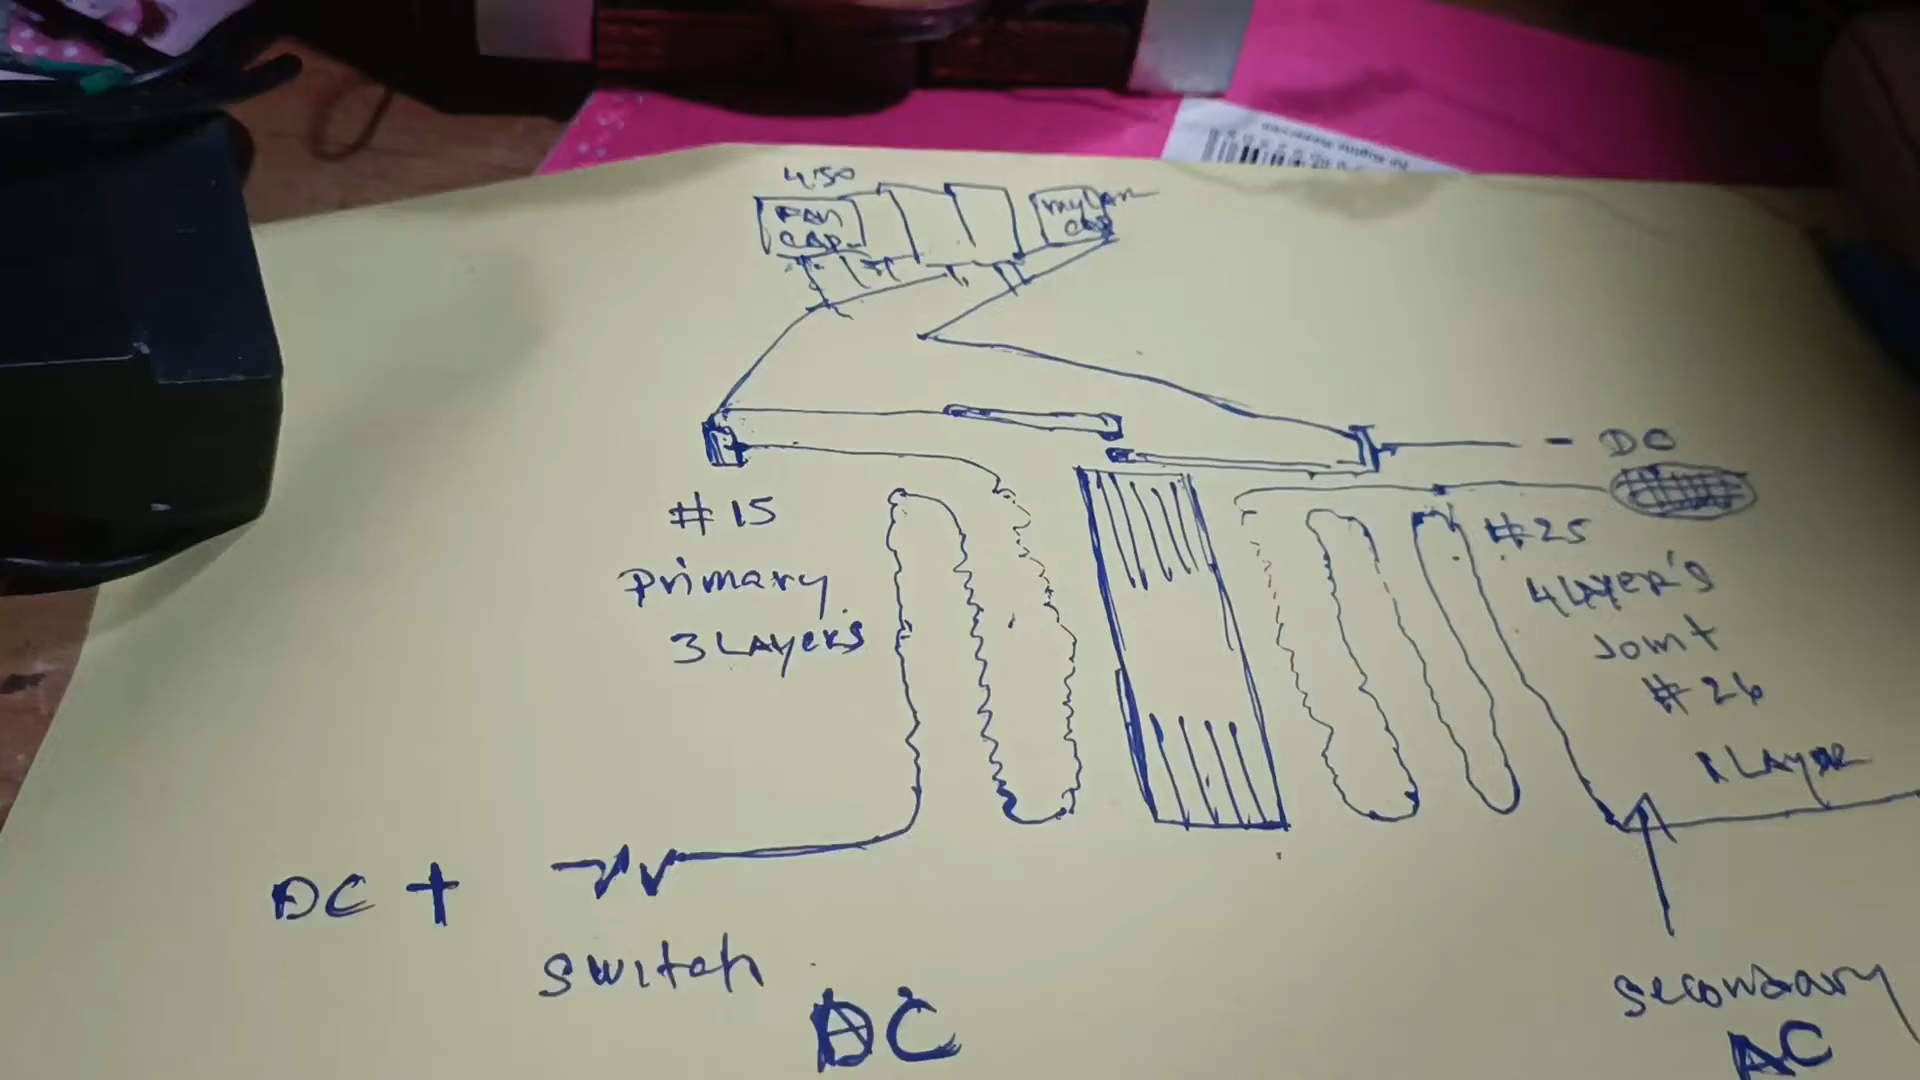 450
FAN
CAP
mylar
cap
- DC
#15
Primary
3 LAYERS
#25
4 LAYER'S
Joint
#26
1 LAYER
DC +
switch
DC
secondary
AC